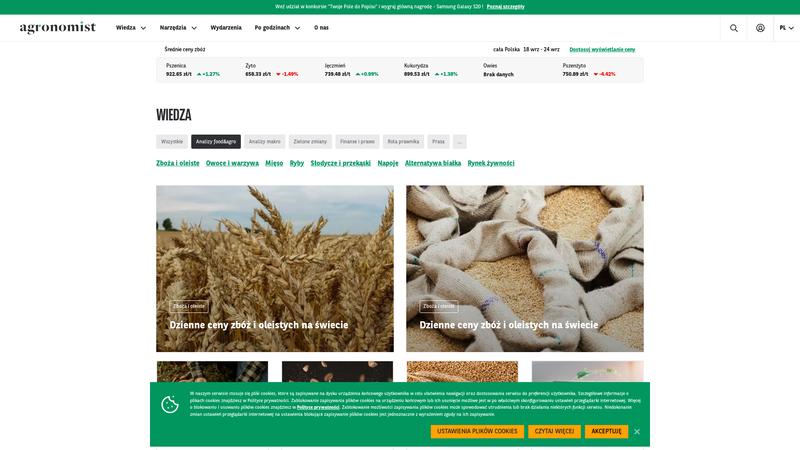 Weź udział w konkursie "Twoje Pole do Popisu" i wygraj główną nagrodę - Samsung Galaxy S20 ! Poznaj szczegóły
agronomist
Wiedza
Narzędzia
Wydarzenia
Po godzinach
O nas
PL
Średnie ceny zbóż
cała Polska 18 wrz - 24 wrz
Dostosuj wyświetlanie ceny
Pszenica
922.65 zł/t +1.27%
Żyto
658.33 zł/t -1.49%
Jęczmień
739.48 zł/t +0.99%
Kukurydza
899.53 zł/t +1.38%
Owies
Brak danych
Pszenżyto
750.89 zł/t -4.42%
WIEDZA
Wszystkie
Analizy food&agro
Analizy makro
Zielone zmiany
Finanse i prawo
Rola prawnika
Prasa
...
Zboża i oleiste
Owoce i warzywa
Mięso
Ryby
Słodycze i przekąski
Napoje
Alternatywa białka
Rynek żywności
Zboża i oleiste
Dzienne ceny zbóż i oleistych na świecie
Zboża i oleiste
Dzienne ceny zbóż i oleistych na świecie
W naszym serwisie stosuje się pliki cookies, które są zapisywane na dysku urządzenia końcowego użytkownika w celu ułatwienia nawigacji oraz dostosowania serwisu do preferencji użytkownika. Szczegółowe informacje o
plikach cookies znajdziesz w Polityce prywatności. Zablokowanie zapisywania plików cookies na urządzeniu końcowym lub ich usunięcie możliwe jest w po właściwym skonfigurowaniu ustawień przeglądarki internetowej. Więcej
o blokowaniu i usuwaniu plików cookies znajdziesz w Polityce prywatności. Zablokowanie możliwości zapisywania plików cookies może spowodować utrudnienia lub brak działania niektórych funkcji serwisu. Niedokonanie
zmian ustawień przeglądarki internetowej na ustawienia blokujące zapisywanie plików cookies jest jednoznaczne z wyrażeniem zgody na ich zapisywanie.
USTAWIENIA PLIKÓW COOKIES
CZYTAJ WIĘCEJ
AKCEPTUJĘ